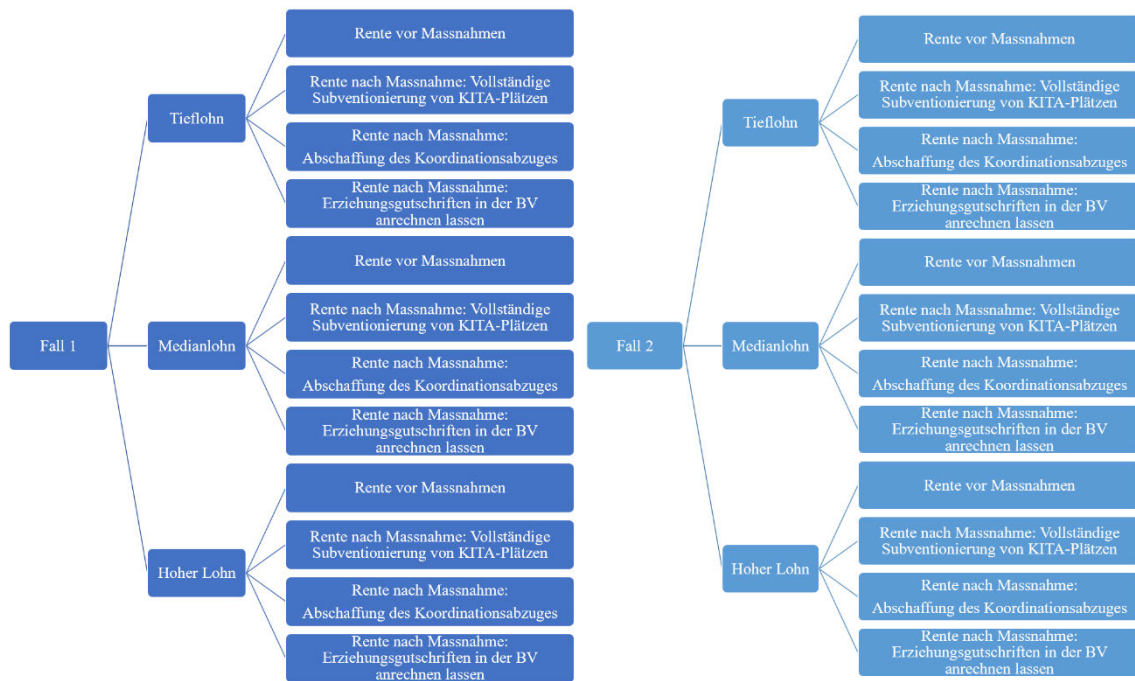 Fall 1
Tieflohn
Rente vor Massnahmen
Rente nach Massnahme: Vollständige
Subventionierung von KITA-Plätzen
Rente nach Massnahme:
Abschaffung des Koordinationsabzuges
Rente nach Massnahme:
Erziehungsgutschriften in der BV
anrechnen lassen
Medianlohn
Rente vor Massnahmen
Rente nach Massnahme: Vollständige
Subventionierung von KITA-Plätzen
Rente nach Massnahme:
Abschaffung des Koordinationsabzuges
Rente nach Massnahme:
Erziehungsgutschriften in der BV
anrechnen lassen
Hoher Lohn
Rente vor Massnahmen
Rente nach Massnahme: Vollständige
Subventionierung von KITA-Plätzen
Rente nach Massnahme:
Abschaffung des Koordinationsabzuges
Rente nach Massnahme:
Erziehungsgutschriften in der BV
anrechnen lassen
Fall 2
Tieflohn
Rente vor Massnahmen
Rente nach Massnahme: Vollständige
Subventionierung von KITA-Plätzen
Rente nach Massnahme:
Abschaffung des Koordinationsabzuges
Rente nach Massnahme:
Erziehungsgutschriften in der BV
anrechnen lassen
Medianlohn
Rente vor Massnahmen
Rente nach Massnahme: Vollständige
Subventionierung von KITA-Plätzen
Rente nach Massnahme:
Abschaffung des Koordinationsabzuges
Rente nach Massnahme:
Erziehungsgutschriften in der BV
anrechnen lassen
Hoher Lohn
Rente vor Massnahmen
Rente nach Massnahme: Vollständige
Subventionierung von KITA-Plätzen
Rente nach Massnahme:
Abschaffung des Koordinationsabzuges
Rente nach Massnahme:
Erziehungsgutschriften in der BV
anrechnen lassen